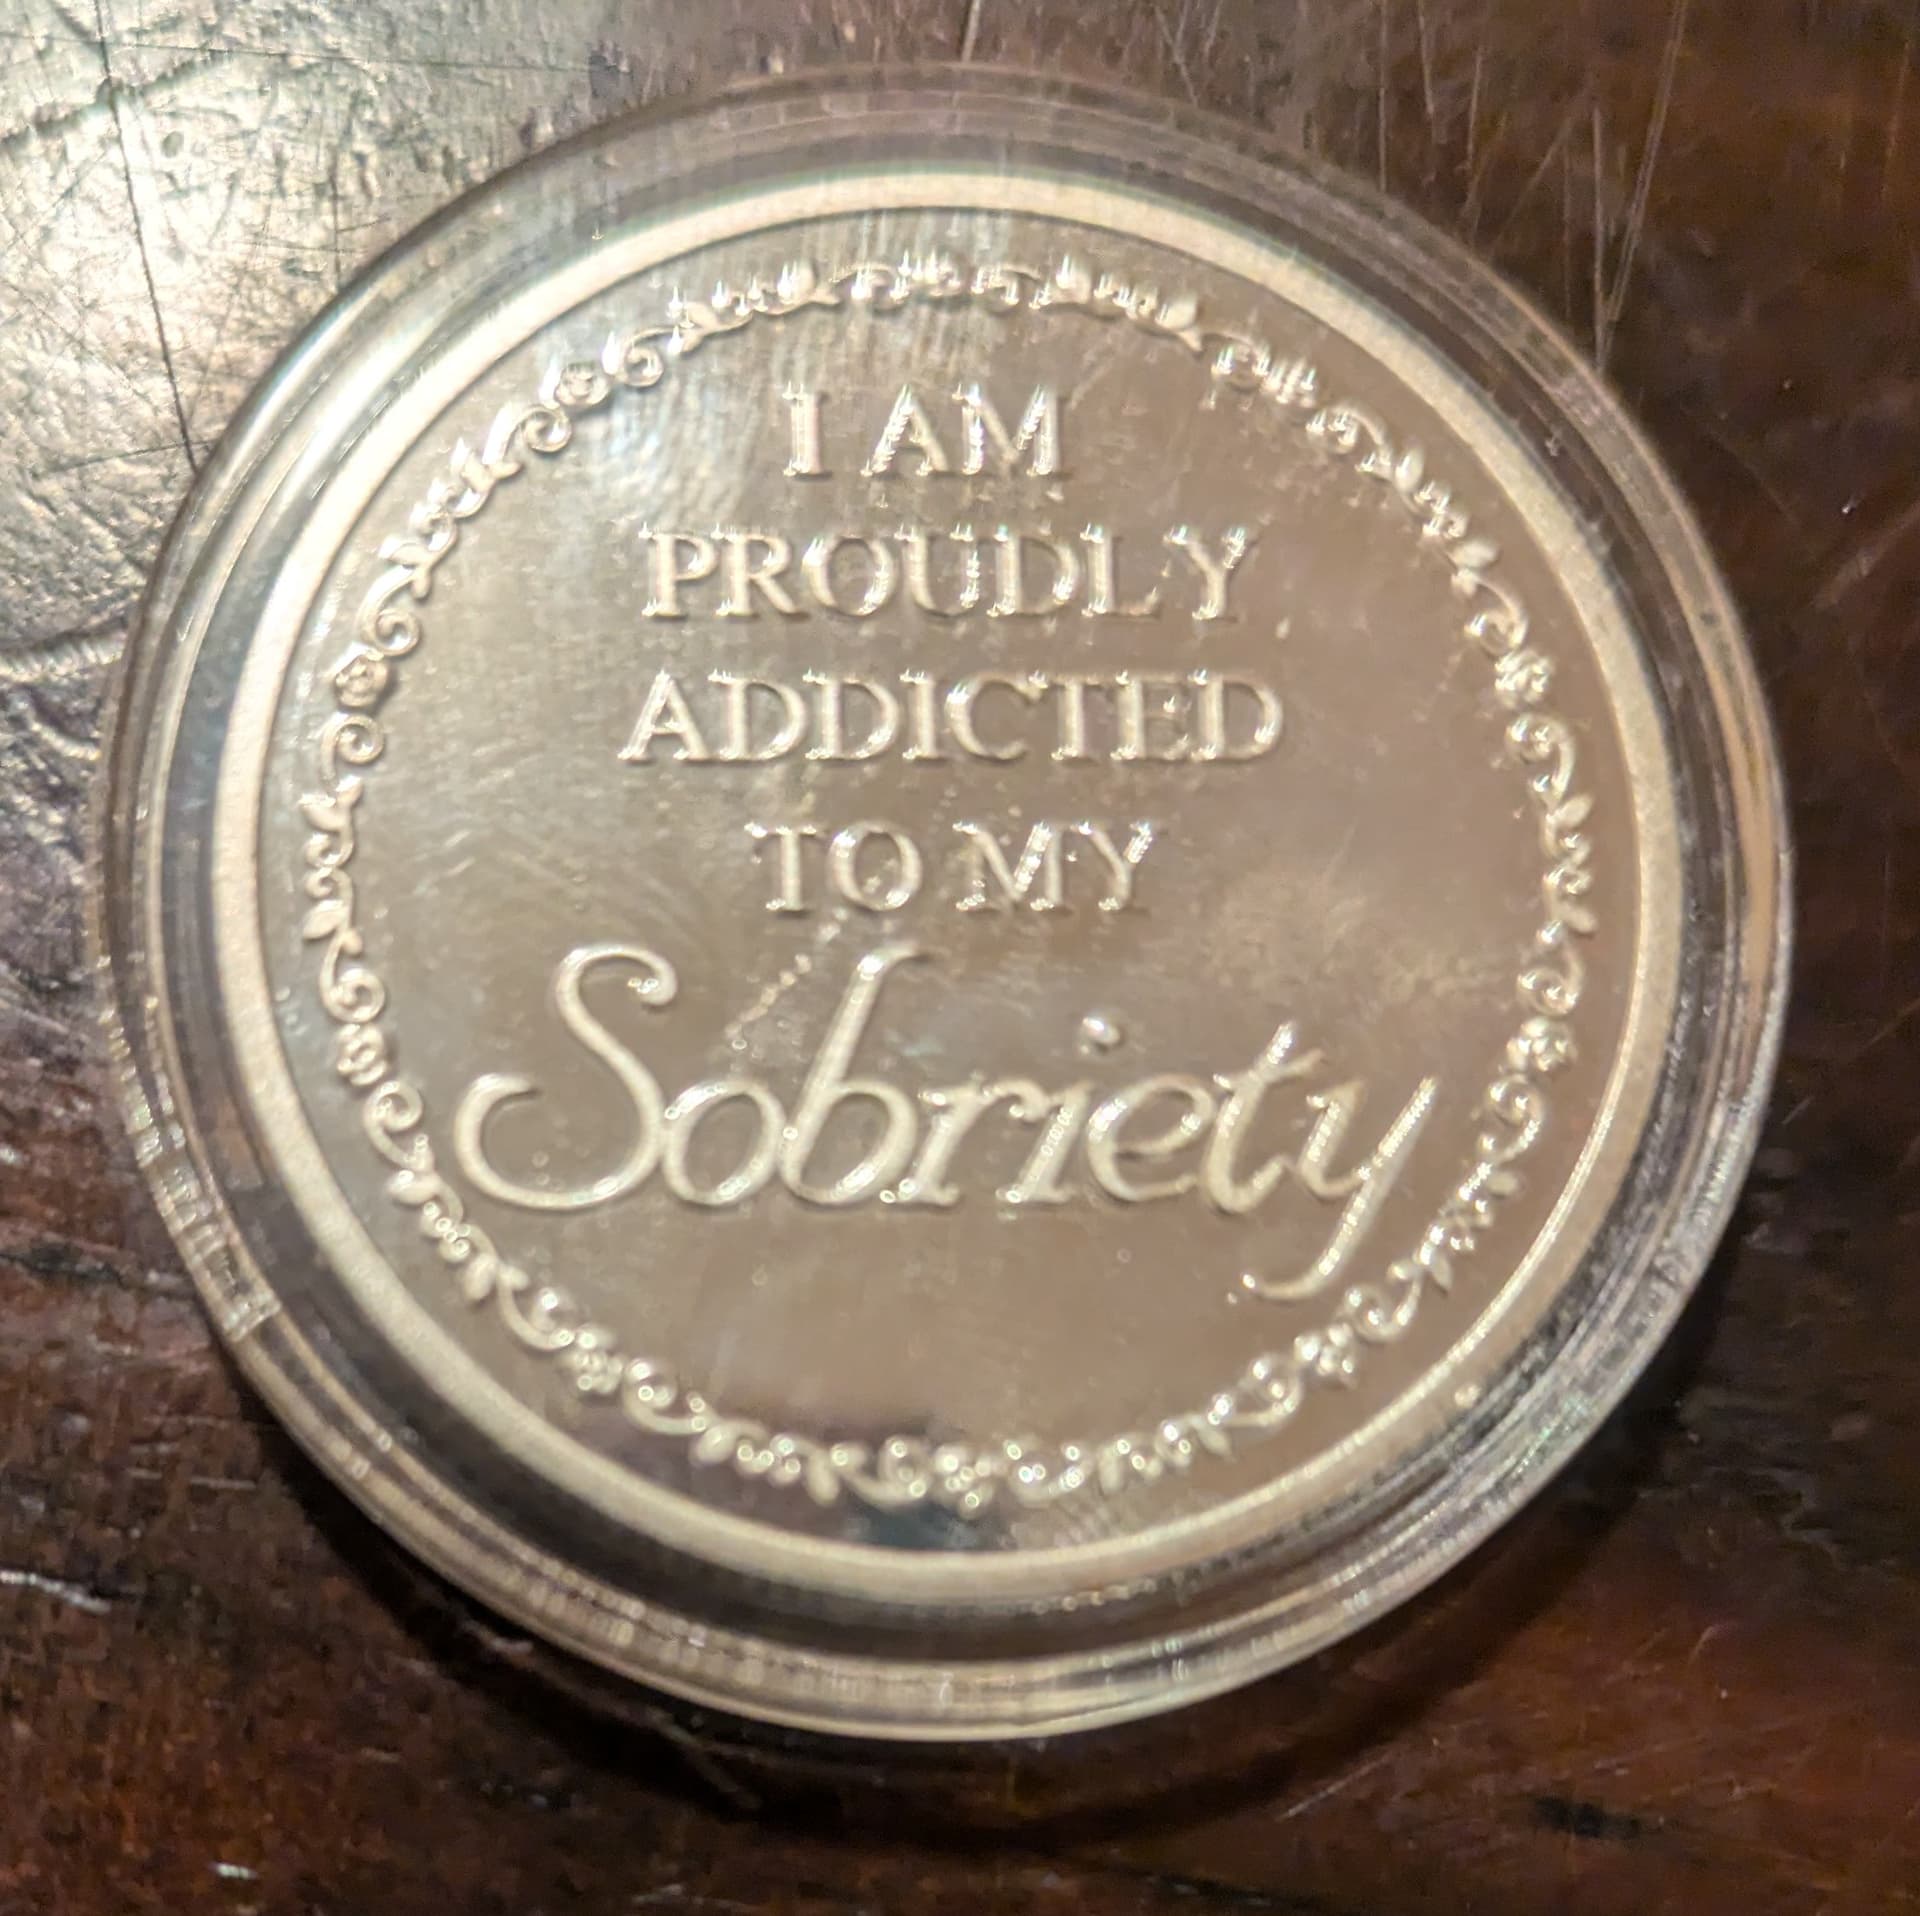 I AM
PROUDLY
ADDICTED
TO MY
Sobriety